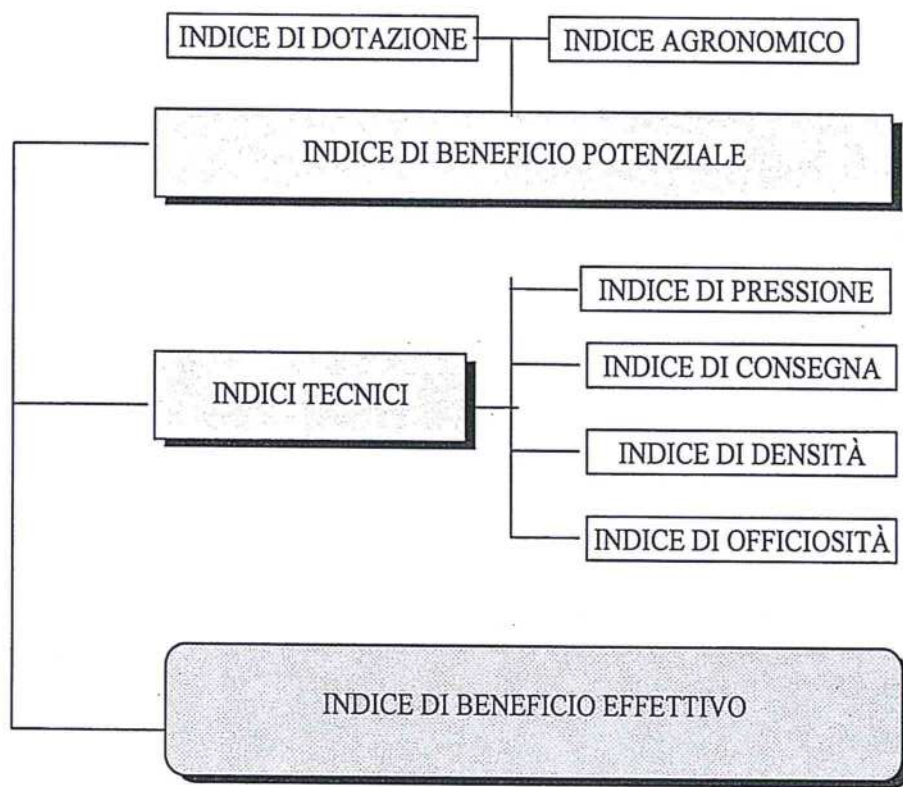 INDICE DI DOTAZIONE
INDICE AGRONOMICO
INDICE DI BENEFICIO POTENZIALE
INDICE DI PRESSIONE
INDICE DI CONSEGNA
INDICI TECNICI
INDICE DI DENSITÀ
INDICE DI OFFICIOSITÀ
INDICE DI BENEFICIO EFFETTIVO